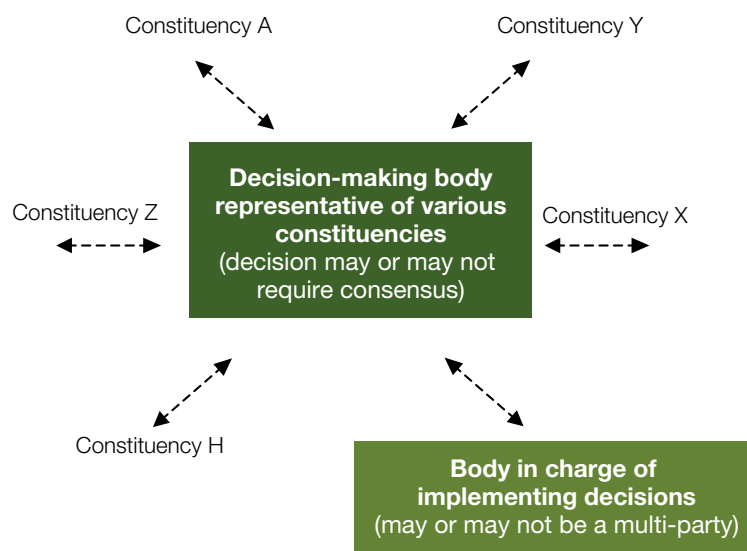 Constituency A
Constituency Y
Decision-making body
representative of various
constituencies
(decision may or may not
require consensus)
Constituency Z
Constituency X
Constituency H
Body in charge of
implementing decisions
(may or may not be a multi-party)